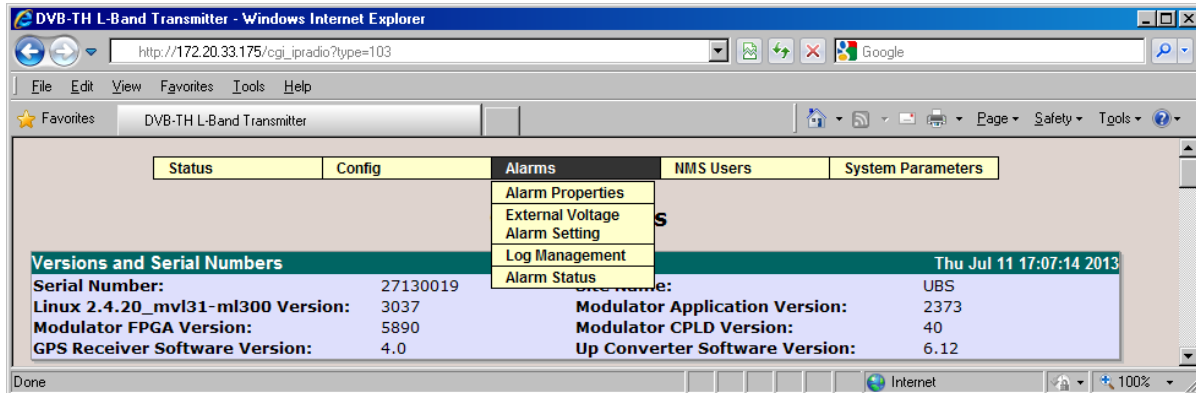 DVB-TH L-Band Transmitter - Windows Internet Explorer
http://172.20.33.175/cgi_ipradio?type=103
Google
File Edit View Favorites Tools Help
Favorites DVB-TH L-Band Transmitter Page Safety Tools
Status Config Alarms NMS Users System Parameters
Alarm Properties
External Voltage
Alarm Setting
Log Management
Alarm Status
s
Versions and Serial Numbers Thu Jul 11 17:07:14 2013
Serial Number: 27130019 e: UBS
Linux 2.4.20_mvl31-ml300 Version: 3037 Modulator Application Version: 2373
Modulator FPGA Version: 5890 Modulator CPLD Version: 40
GPS Receiver Software Version: 4.0 Up Converter Software Version: 6.12
Done Internet 100%